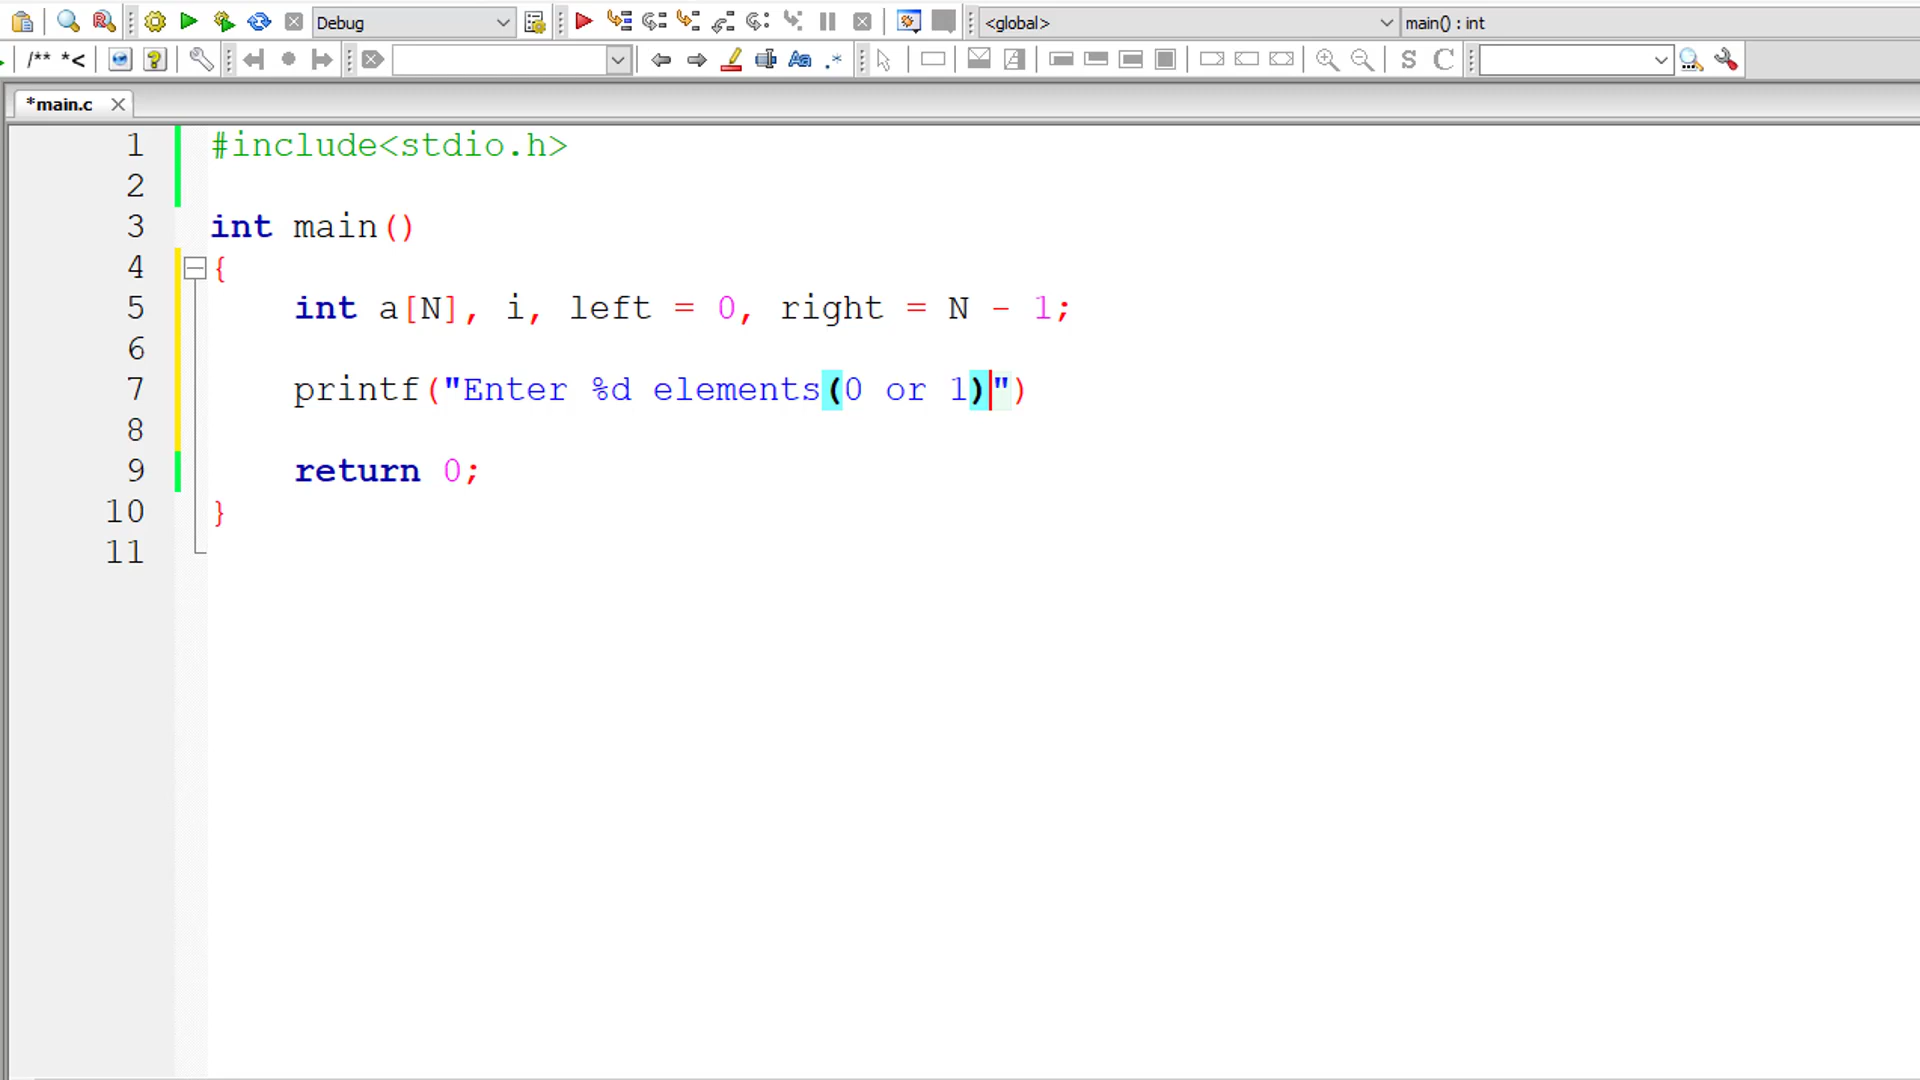 Debug
<global>
main() : int
/** *<
Aa
.*
S
C
*main.c
1 #include<stdio.h>
2
3 int main()
4 {
5 int a[N], i, left = 0, right = N - 1;
6
7 printf("Enter %d elements(0 or 1)")
8
9 return 0;
10 }
11